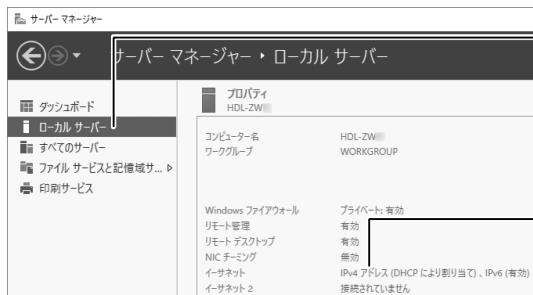 サーバー マネージャー
サーバー マネージャー ・ ローカル サーバー
ダッシュボード
ローカル サーバー
すべてのサーバー
ファイル サービスと記憶域サ...
印刷サービス
プロパティ
HDL-ZW
コンピューター名 HDL-ZW
ワークグループ WORKGROUP
Windows ファイアウォール プライベート: 有効
リモート管理 有効
リモート デスクトップ 有効
NIC チーミング 無効
イーサネット IPv4 アドレス (DHCP により割り当て)、IPv6 (有効)
イーサネット 2 接続されていません